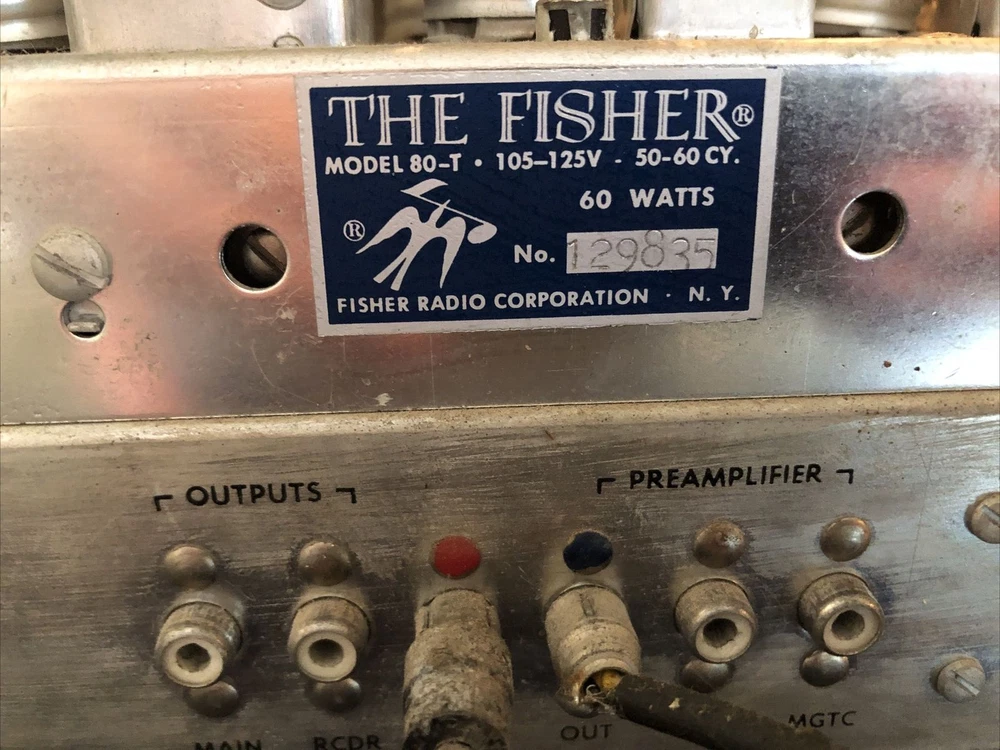 THE FISHER®
MODEL 80-T • 105-125V - 50-60 CY.
60 WATTS
®
No. 129835
FISHER RADIO CORPORATION · N. Y.
OUTPUTS
PREAMPLIFIER
MAIN
RCDR
OUT
MGTC